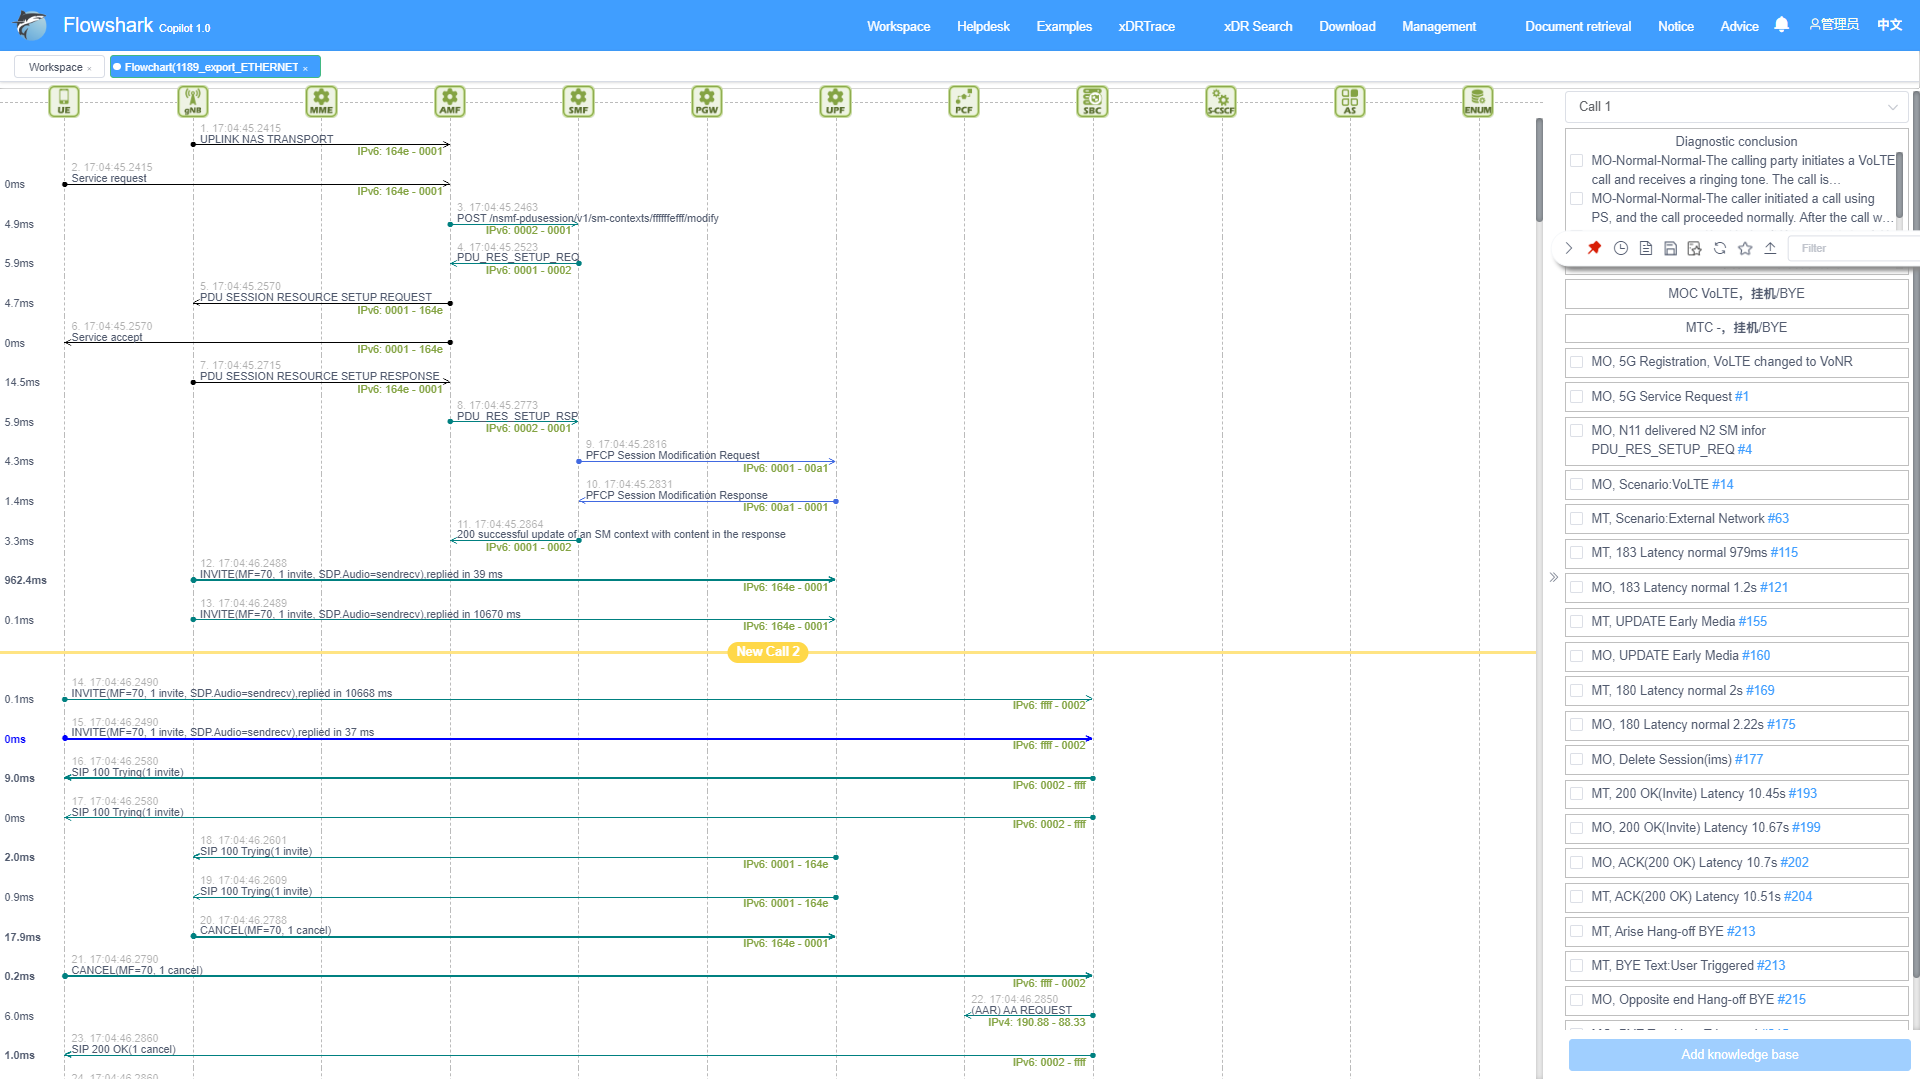 Flowshark Copilot 1.0
Workspace Helpdesk Examples xDRTrace xDR Search Download Management Document retrieval Notice Advice 管理员 中文
Workspace ×
Flowchart(1189_export_ETHERNET ×
UE gNB MME AMF SMF PGW UPF PCF SBC S-CSCF AS ENUM
1. 17:04:45.2415
UPLINK NAS TRANSPORT
IPv6: 164e - 0001
2. 17:04:45.2415
Service request
0ms
IPv6: 164e - 0001
3. 17:04:45.2463
POST /nsmf-pdusession/v1/sm-contexts/ffffffefff/modify
4.9ms
IPv6: 0002 - 0001
4. 17:04:45.2523
PDU_RES_SETUP_REQ
5.9ms
IPv6: 0001 - 0002
5. 17:04:45.2570
PDU SESSION RESOURCE SETUP REQUEST
4.7ms
IPv6: 0001 - 164e
6. 17:04:45.2570
Service accept
0ms
IPv6: 0001 - 164e
7. 17:04:45.2715
PDU SESSION RESOURCE SETUP RESPONSE
14.5ms
IPv6: 164e - 0001
8. 17:04:45.2773
PDU_RES_SETUP_RSP
5.9ms
IPv6: 0002 - 0001
9. 17:04:45.2816
PFCP Session Modification Request
4.3ms
IPv6: 0001 - 00a1
10. 17:04:45.2831
PFCP Session Modification Response
1.4ms
IPv6: 00a1 - 0001
11. 17:04:45.2864
200 successful update of an SM context with content in the response
3.3ms
IPv6: 0001 - 0002
12. 17:04:46.2488
INVITE(MF=70, 1 invite, SDP.Audio=sendrecv),replied in 39 ms
962.4ms
IPv6: 164e - 0001
13. 17:04:46.2489
INVITE(MF=70, 1 invite, SDP.Audio=sendrecv),replied in 10670 ms
0.1ms
IPv6: 164e - 0001
New Call 2
14. 17:04:46.2490
INVITE(MF=70, 1 invite, SDP.Audio=sendrecv),replied in 10668 ms
0.1ms
IPv6: ffff - 0002
15. 17:04:46.2490
INVITE(MF=70, 1 invite, SDP.Audio=sendrecv),replied in 37 ms
0ms
IPv6: ffff - 0002
16. 17:04:46.2580
SIP 100 Trying(1 invite)
9.0ms
IPv6: 0002 - ffff
17. 17:04:46.2580
SIP 100 Trying(1 invite)
0ms
IPv6: 0002 - ffff
18. 17:04:46.2601
SIP 100 Trying(1 invite)
2.0ms
IPv6: 0001 - 164e
19. 17:04:46.2609
SIP 100 Trying(1 invite)
0.9ms
IPv6: 0001 - 164e
20. 17:04:46.2788
CANCEL(MF=70, 1 cancel)
17.9ms
IPv6: 164e - 0001
21. 17:04:46.2790
CANCEL(MF=70, 1 cancel)
0.2ms
IPv6: ffff - 0002
22. 17:04:46.2850
(AAR) AA REQUEST
6.0ms
IPv4: 190.88 - 88.33
23. 17:04:46.2860
SIP 200 OK(1 cancel)
1.0ms
IPv6: 0002 - ffff
24. 17:04:46.2860
Call 1
Diagnostic conclusion
MO-Normal-Normal-The calling party initiates a VoLTE
call and receives a ringing tone. The call is…
MO-Normal-Normal-The caller initiated a call using
PS, and the call proceeded normally. After the call w…
Filter
MOC VoLTE，挂机/BYE
MTC -，挂机/BYE
MO, 5G Registration, VoLTE changed to VoNR
MO, 5G Service Request #1
MO, N11 delivered N2 SM infor
PDU_RES_SETUP_REQ #4
MO, Scenario:VoLTE #14
MT, Scenario:External Network #63
MT, 183 Latency normal 979ms #115
MO, 183 Latency normal 1.2s #121
MT, UPDATE Early Media #155
MO, UPDATE Early Media #160
MT, 180 Latency normal 2s #169
MO, 180 Latency normal 2.22s #175
MO, Delete Session(ims) #177
MT, 200 OK(Invite) Latency 10.45s #193
MO, 200 OK(Invite) Latency 10.67s #199
MO, ACK(200 OK) Latency 10.7s #202
MT, ACK(200 OK) Latency 10.51s #204
MT, Arise Hang-off BYE #213
MT, BYE Text:User Triggered #213
MO, Opposite end Hang-off BYE #215
Add knowledge base